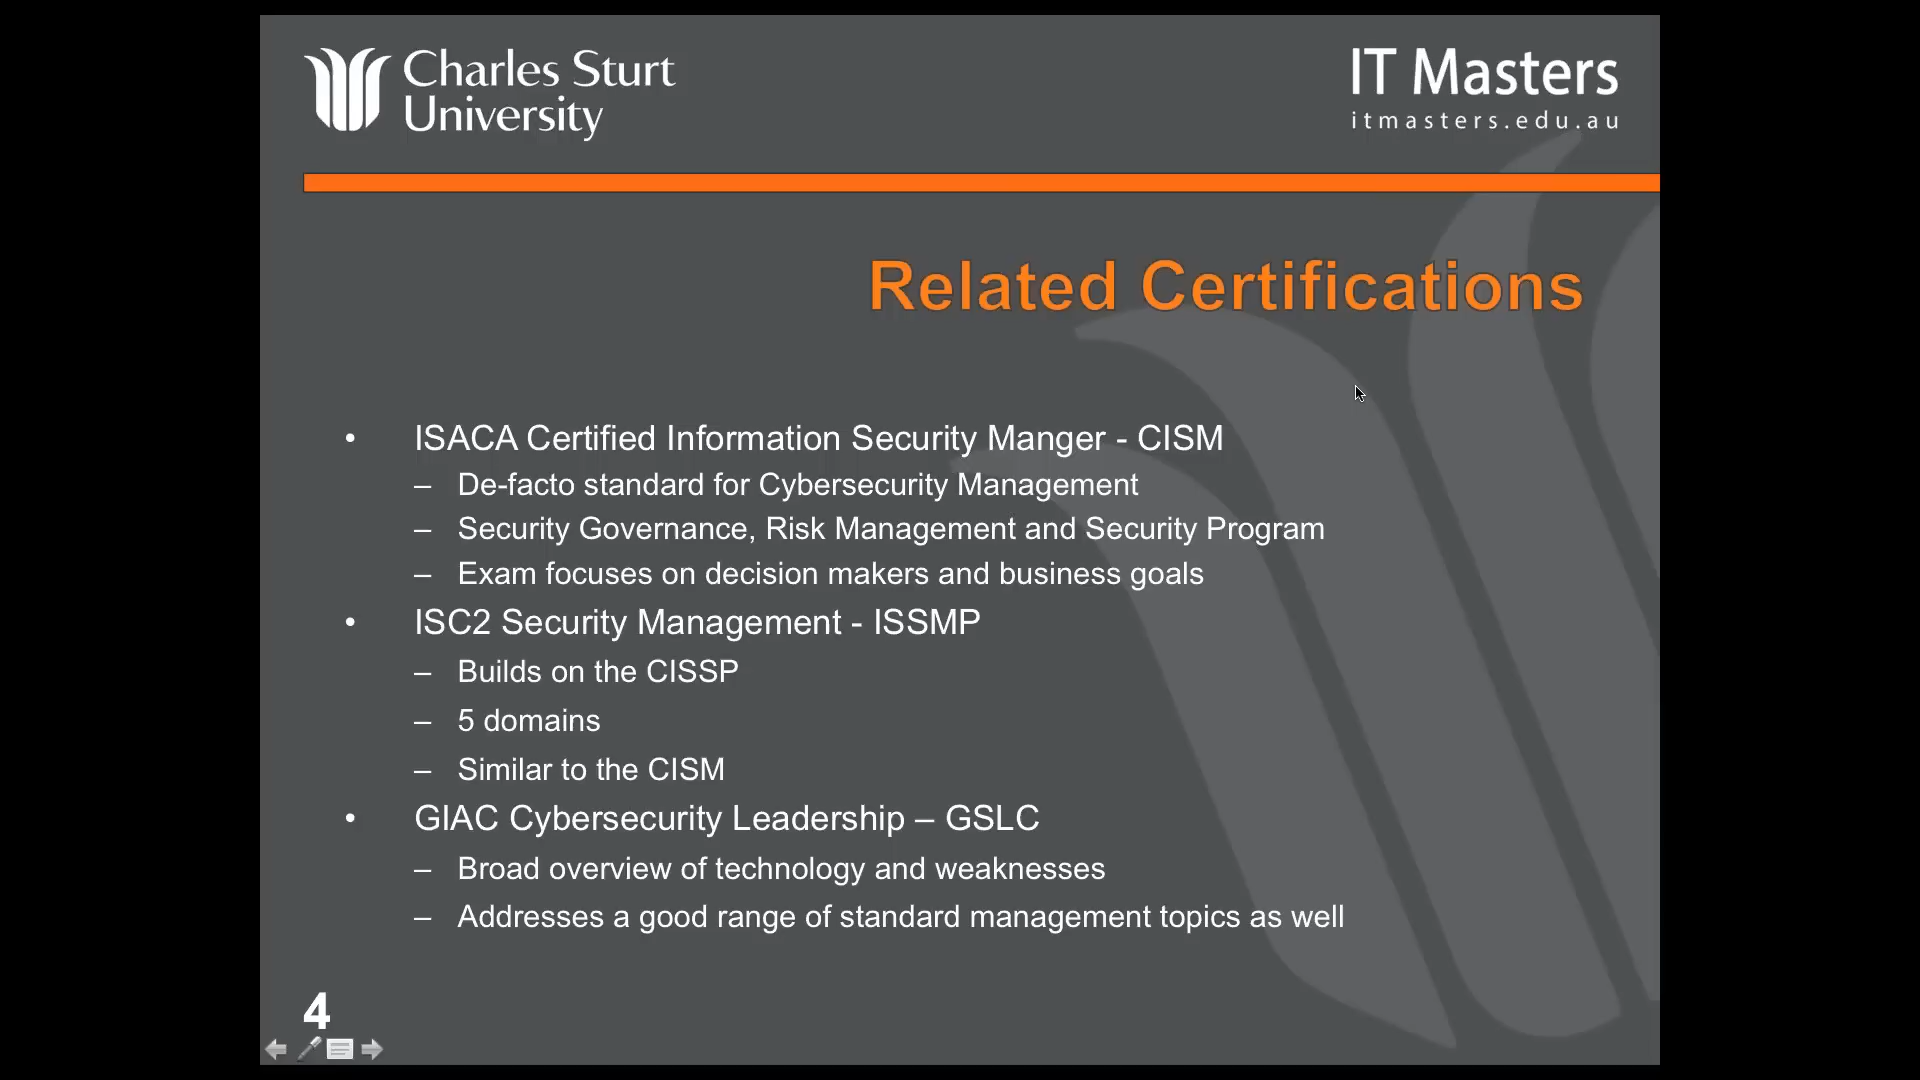 Charles Sturt
University
IT Masters
itmasters.edu.au
Related Certifications
• ISACA Certified Information Security Manger - CISM
– De-facto standard for Cybersecurity Management
– Security Governance, Risk Management and Security Program
– Exam focuses on decision makers and business goals
• ISC2 Security Management - ISSMP
– Builds on the CISSP
– 5 domains
– Similar to the CISM
• GIAC Cybersecurity Leadership – GSLC
– Broad overview of technology and weaknesses
– Addresses a good range of standard management topics as well
4